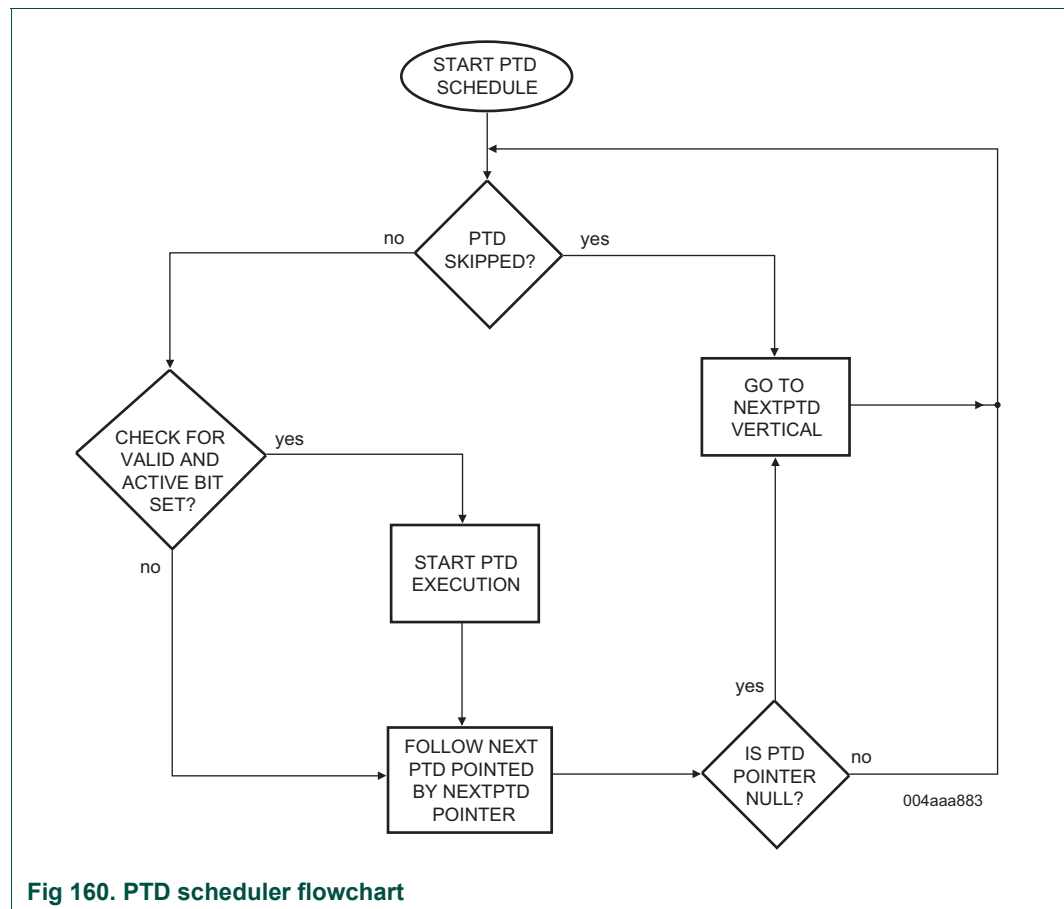 START PTD
SCHEDULE
PTD
SKIPPED?
no
yes
GO TO
NEXTPTD
VERTICAL
CHECK FOR
VALID AND
ACTIVE BIT
SET?
yes
no
START PTD
EXECUTION
FOLLOW NEXT
PTD POINTED
BY NEXTPTD
POINTER
IS PTD
POINTER
NULL?
yes
no
004aaa883
Fig 160. PTD scheduler flowchart